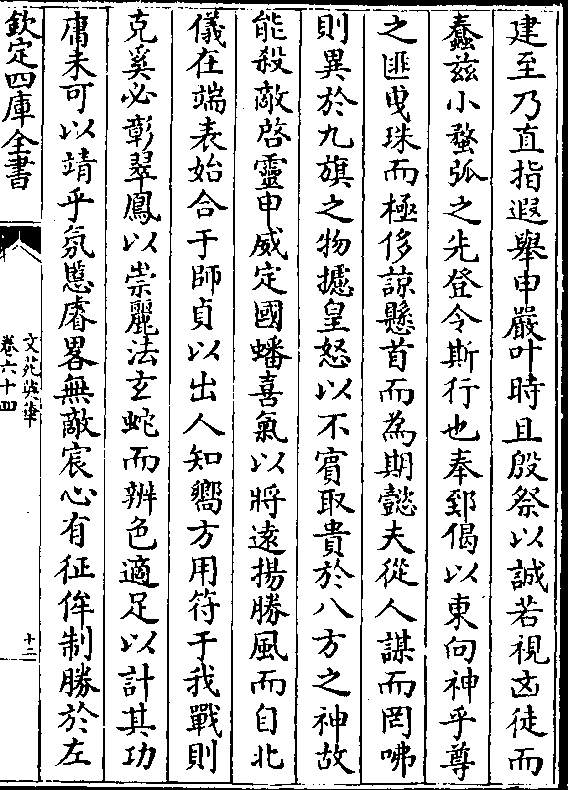 建至乃直指遐舉申嚴叶時且殷祭以誠若視凶徒而
蠢玆小蝥弧之先登令斯行也奉郅偈以東向神乎尊
之匪曵珠而極侈諒懸首而為期懿夫從人謀而罔咈
則異於九旗之物攄皇怒以不賓取貴於八方之神故
能殺敵啓靈申威定國蟠喜氣以將遠揚勝風而自北
儀在端表始合于師貞以出人知嚮方用符于我戰則
克奚必彰翠鳳以崇麗法玄蛇而辨色適足以計其功
庸未可以靖乎氛慝睿畧無敵宸心有征侔制勝於左
欽定四庫全書
文苑英華
卷六十四
十二